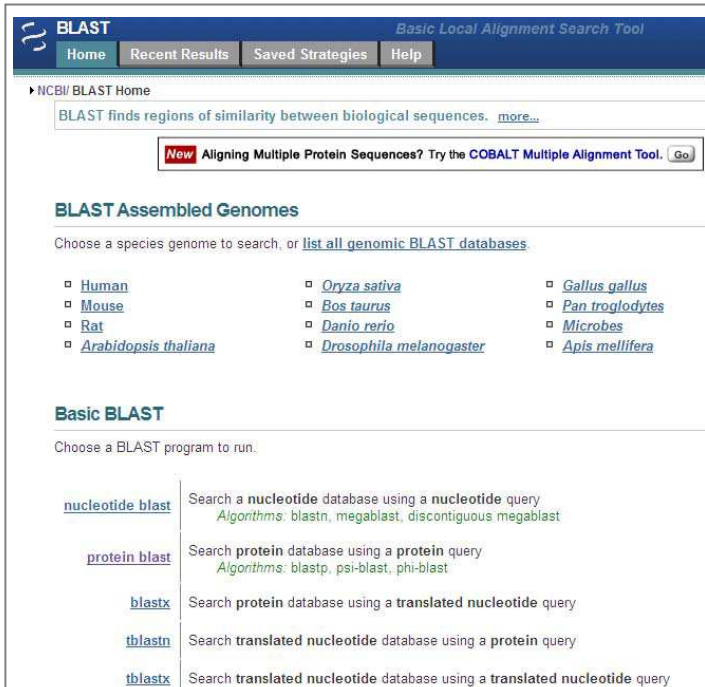 BLAST
Basic Local Alignment Search Tool
Home Recent Results Saved Strategies Help
NCBI/ BLAST Home
BLAST finds regions of similarity between biological sequences. more...
New Aligning Multiple Protein Sequences? Try the COBALT Multiple Alignment Tool. Go
BLAST Assembled Genomes
Choose a species genome to search, or list all genomic BLAST databases.
Human
Mouse
Rat
Arabidopsis thaliana
Oryza sativa
Bos taurus
Danio rerio
Drosophila melanogaster
Gallus gallus
Pan troglodytes
Microbes
Apis mellifera
Basic BLAST
Choose a BLAST program to run.
nucleotide blast Search a nucleotide database using a nucleotide query
Algorithms: blastn, megablast, discontiguous megablast
protein blast Search protein database using a protein query
Algorithms: blastp, psi-blast, phi-blast
blastx Search protein database using a translated nucleotide query
tblastn Search translated nucleotide database using a protein query
tblastx Search translated nucleotide database using a translated nucleotide query